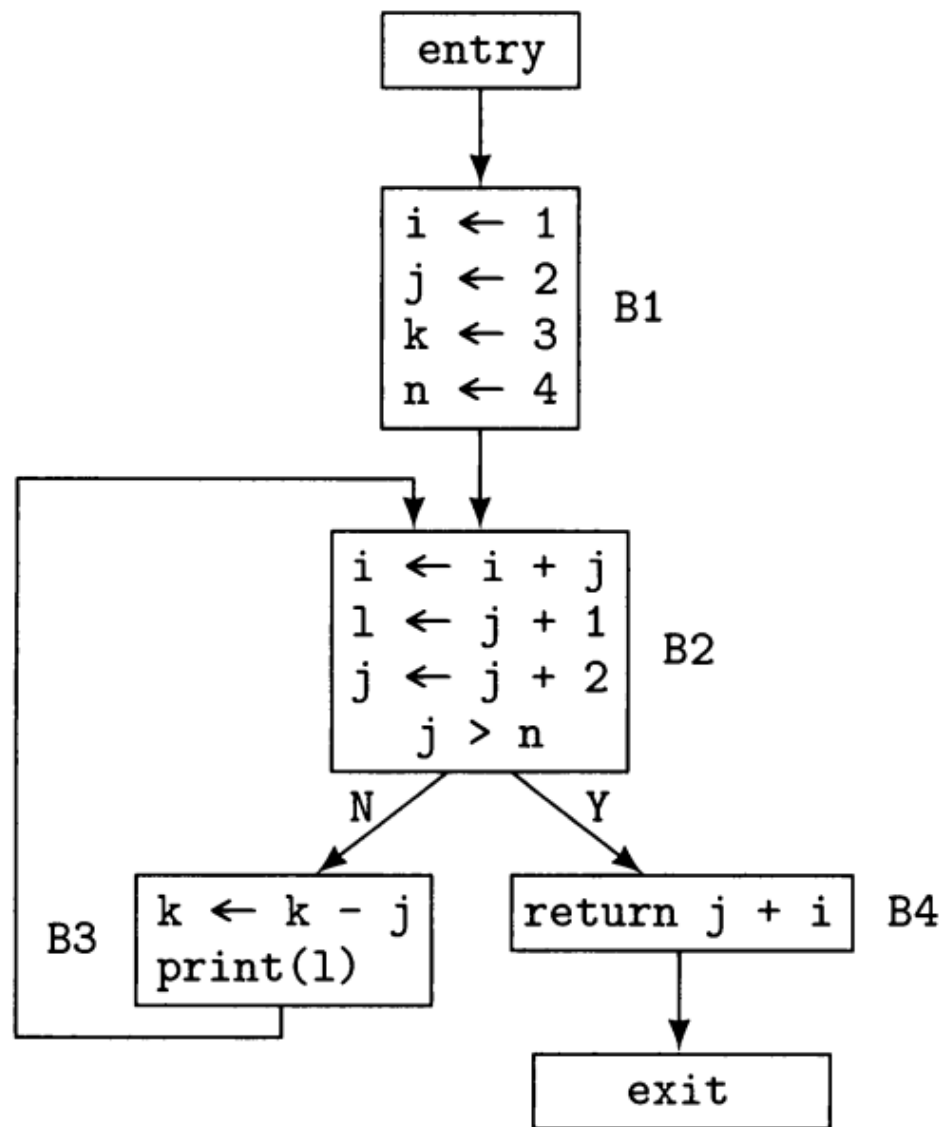 entry
i ← 1
j ← 2
k ← 3
n ← 4
B1
i ← i + j
l ← j + 1
j ← j + 2
j > n
B2
N
Y
B3
k ← k - j
print(l)
return j + i
B4
exit